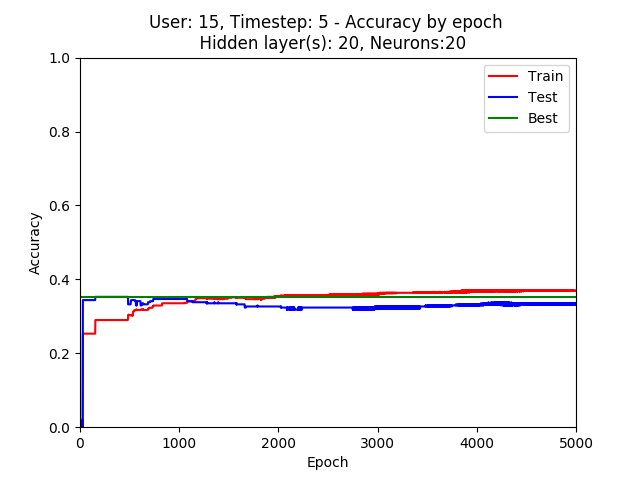 User: 15, Timestep: 5 - Accuracy by epoch
Hidden layer(s): 20, Neurons:20
1.0
0.8
0.6
0.4
0.2
0.0
Accuracy
Train
Test
Best
0 1000 2000 3000 4000 5000
Epoch